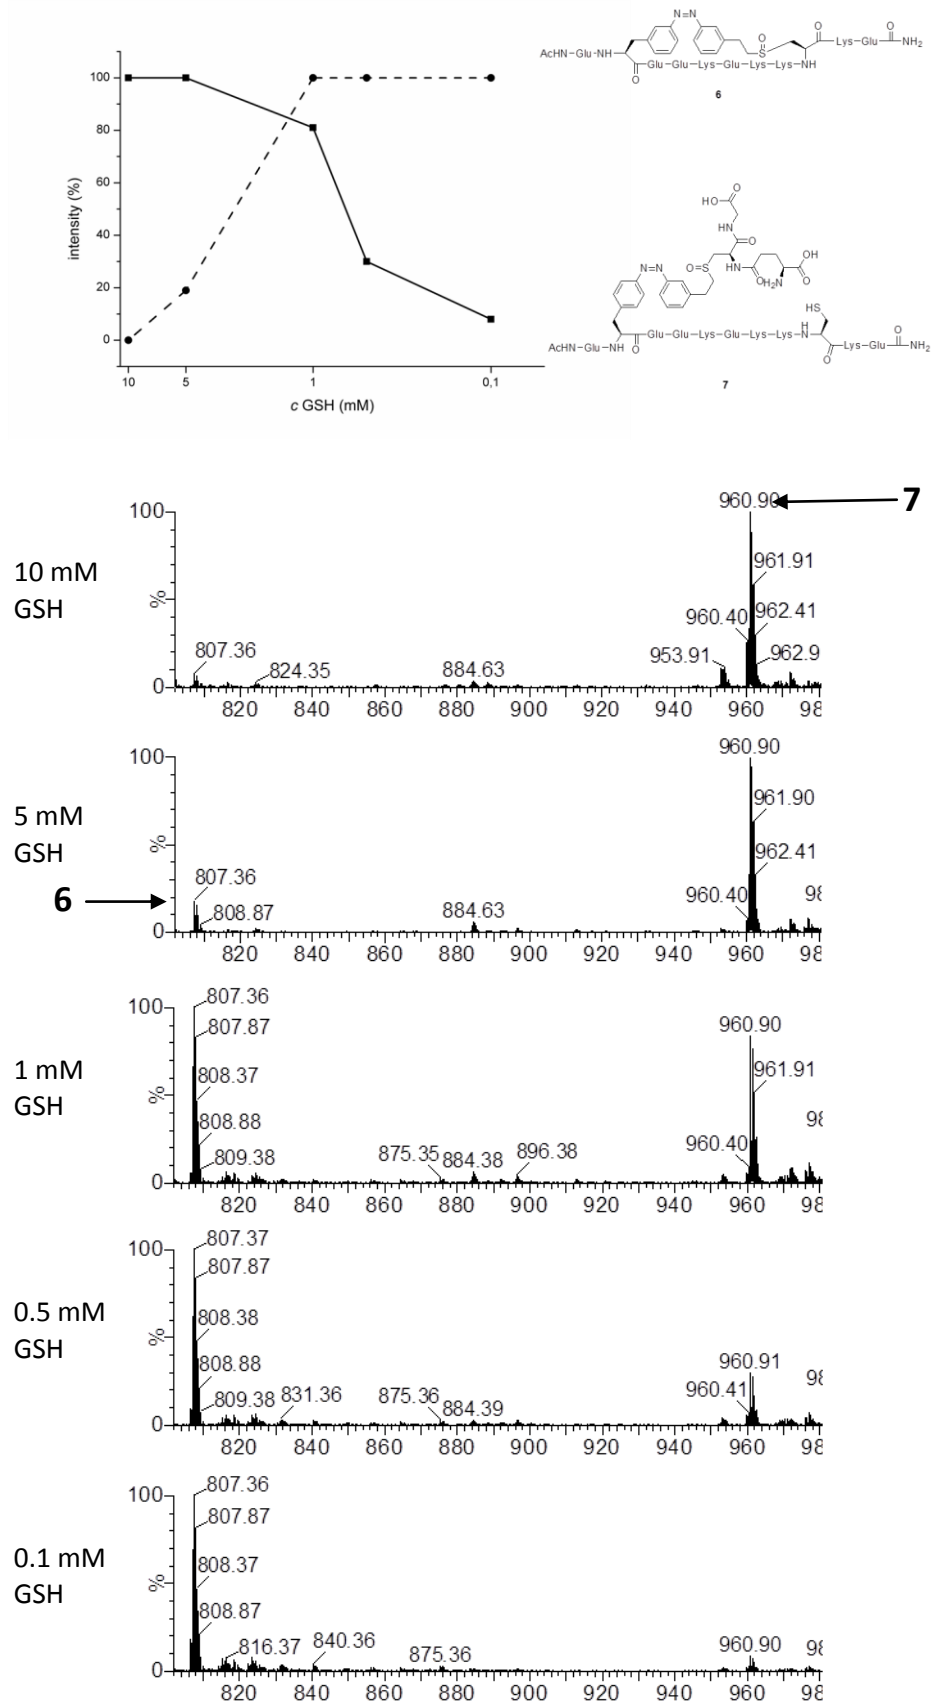 100
80
60
40
20
0
intensity (%)
10
5
1
0,1
c GSH (mM)
N=N
O
O
AcHN–Glu–NH
S
Lys–Glu
NH₂
O
Glu–Glu–Lys–Glu–Lys–Lys–NH
O
6
O
HO
HN
O
O
OH
N=N
O=S
HN
O
H₂N
O
HS
H
O
AcHN–Glu–NH
O
Glu–Glu–Lys–Glu–Lys–Lys–N
Lys–Glu
NH₂
O
7
10 mM
GSH
100
%
0
807.36
824.35
884.63
953.91
960.40
960.90
961.91
962.41
962.9
7
820 840 860 880 900 920 940 960 98
5 mM
GSH
6
100
%
0
807.36
808.87
884.63
960.40
960.90
961.90
962.41
98
820 840 860 880 900 920 940 960 98
1 mM
GSH
100
%
0
807.36
807.87
808.37
808.88
809.38
875.35
884.38
896.38
960.40
960.90
961.91
98
820 840 860 880 900 920 940 960 98
0.5 mM
GSH
100
%
0
807.37
807.87
808.38
808.88
809.38
831.36
875.36
884.39
960.41
960.91
98
820 840 860 880 900 920 940 960 98
0.1 mM
GSH
100
%
0
807.36
807.87
808.37
808.87
816.37
840.36
875.36
960.90
98
820 840 860 880 900 920 940 960 98